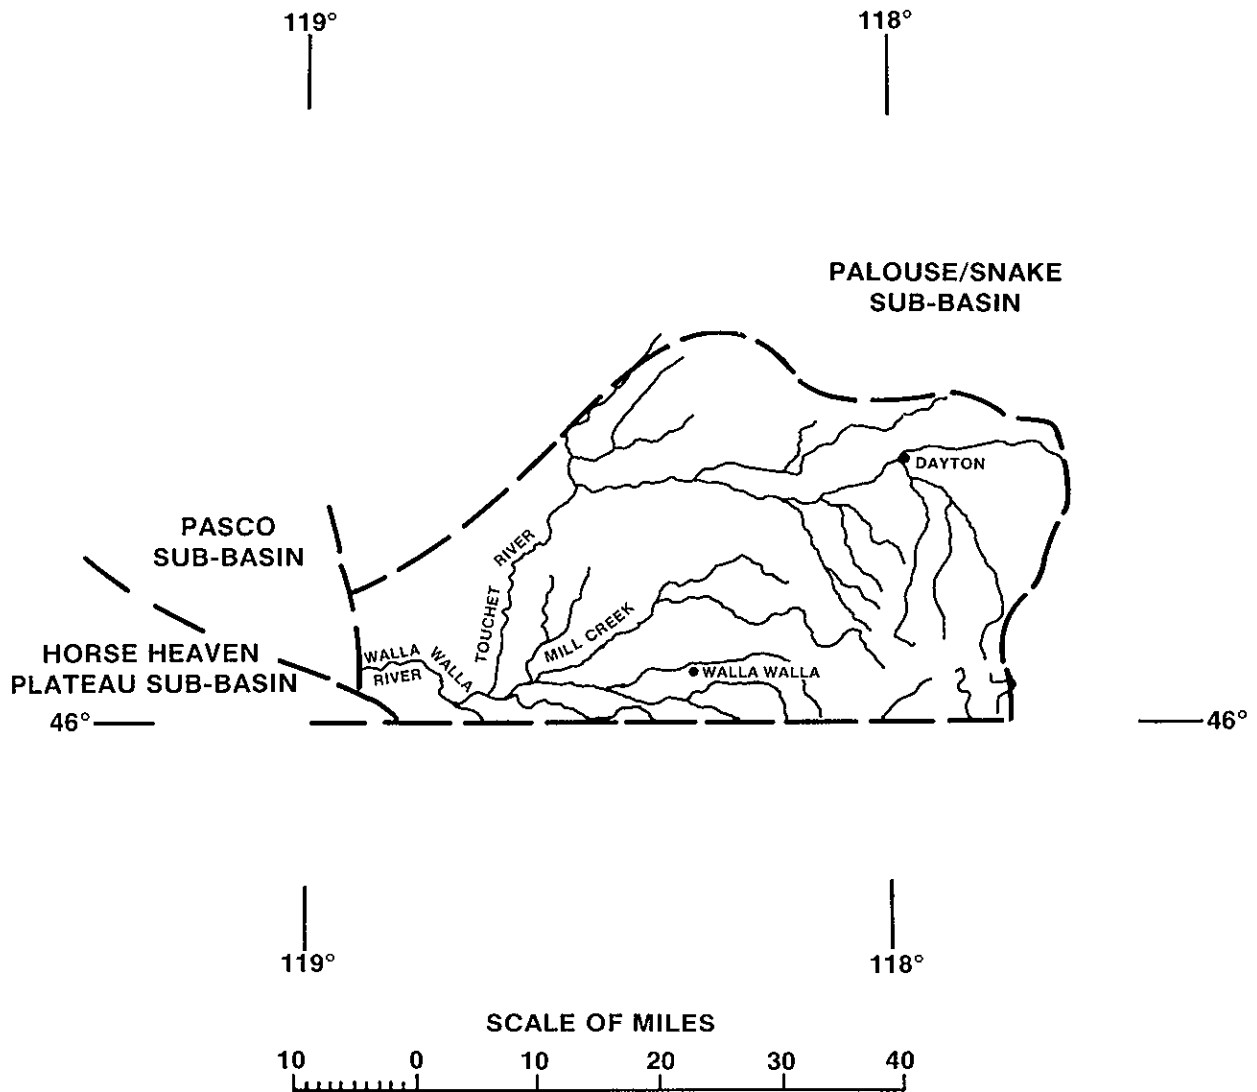 119°
118°
PALOUSE/SNAKE
SUB-BASIN
DAYTON
PASCO
SUB-BASIN
TOUCHET RIVER
MILL CREEK
HORSE HEAVEN
PLATEAU SUB-BASIN
WALLA WALLA
RIVER
WALLA WALLA
46°
46°
119°
118°
SCALE OF MILES
10 0 10 20 30 40